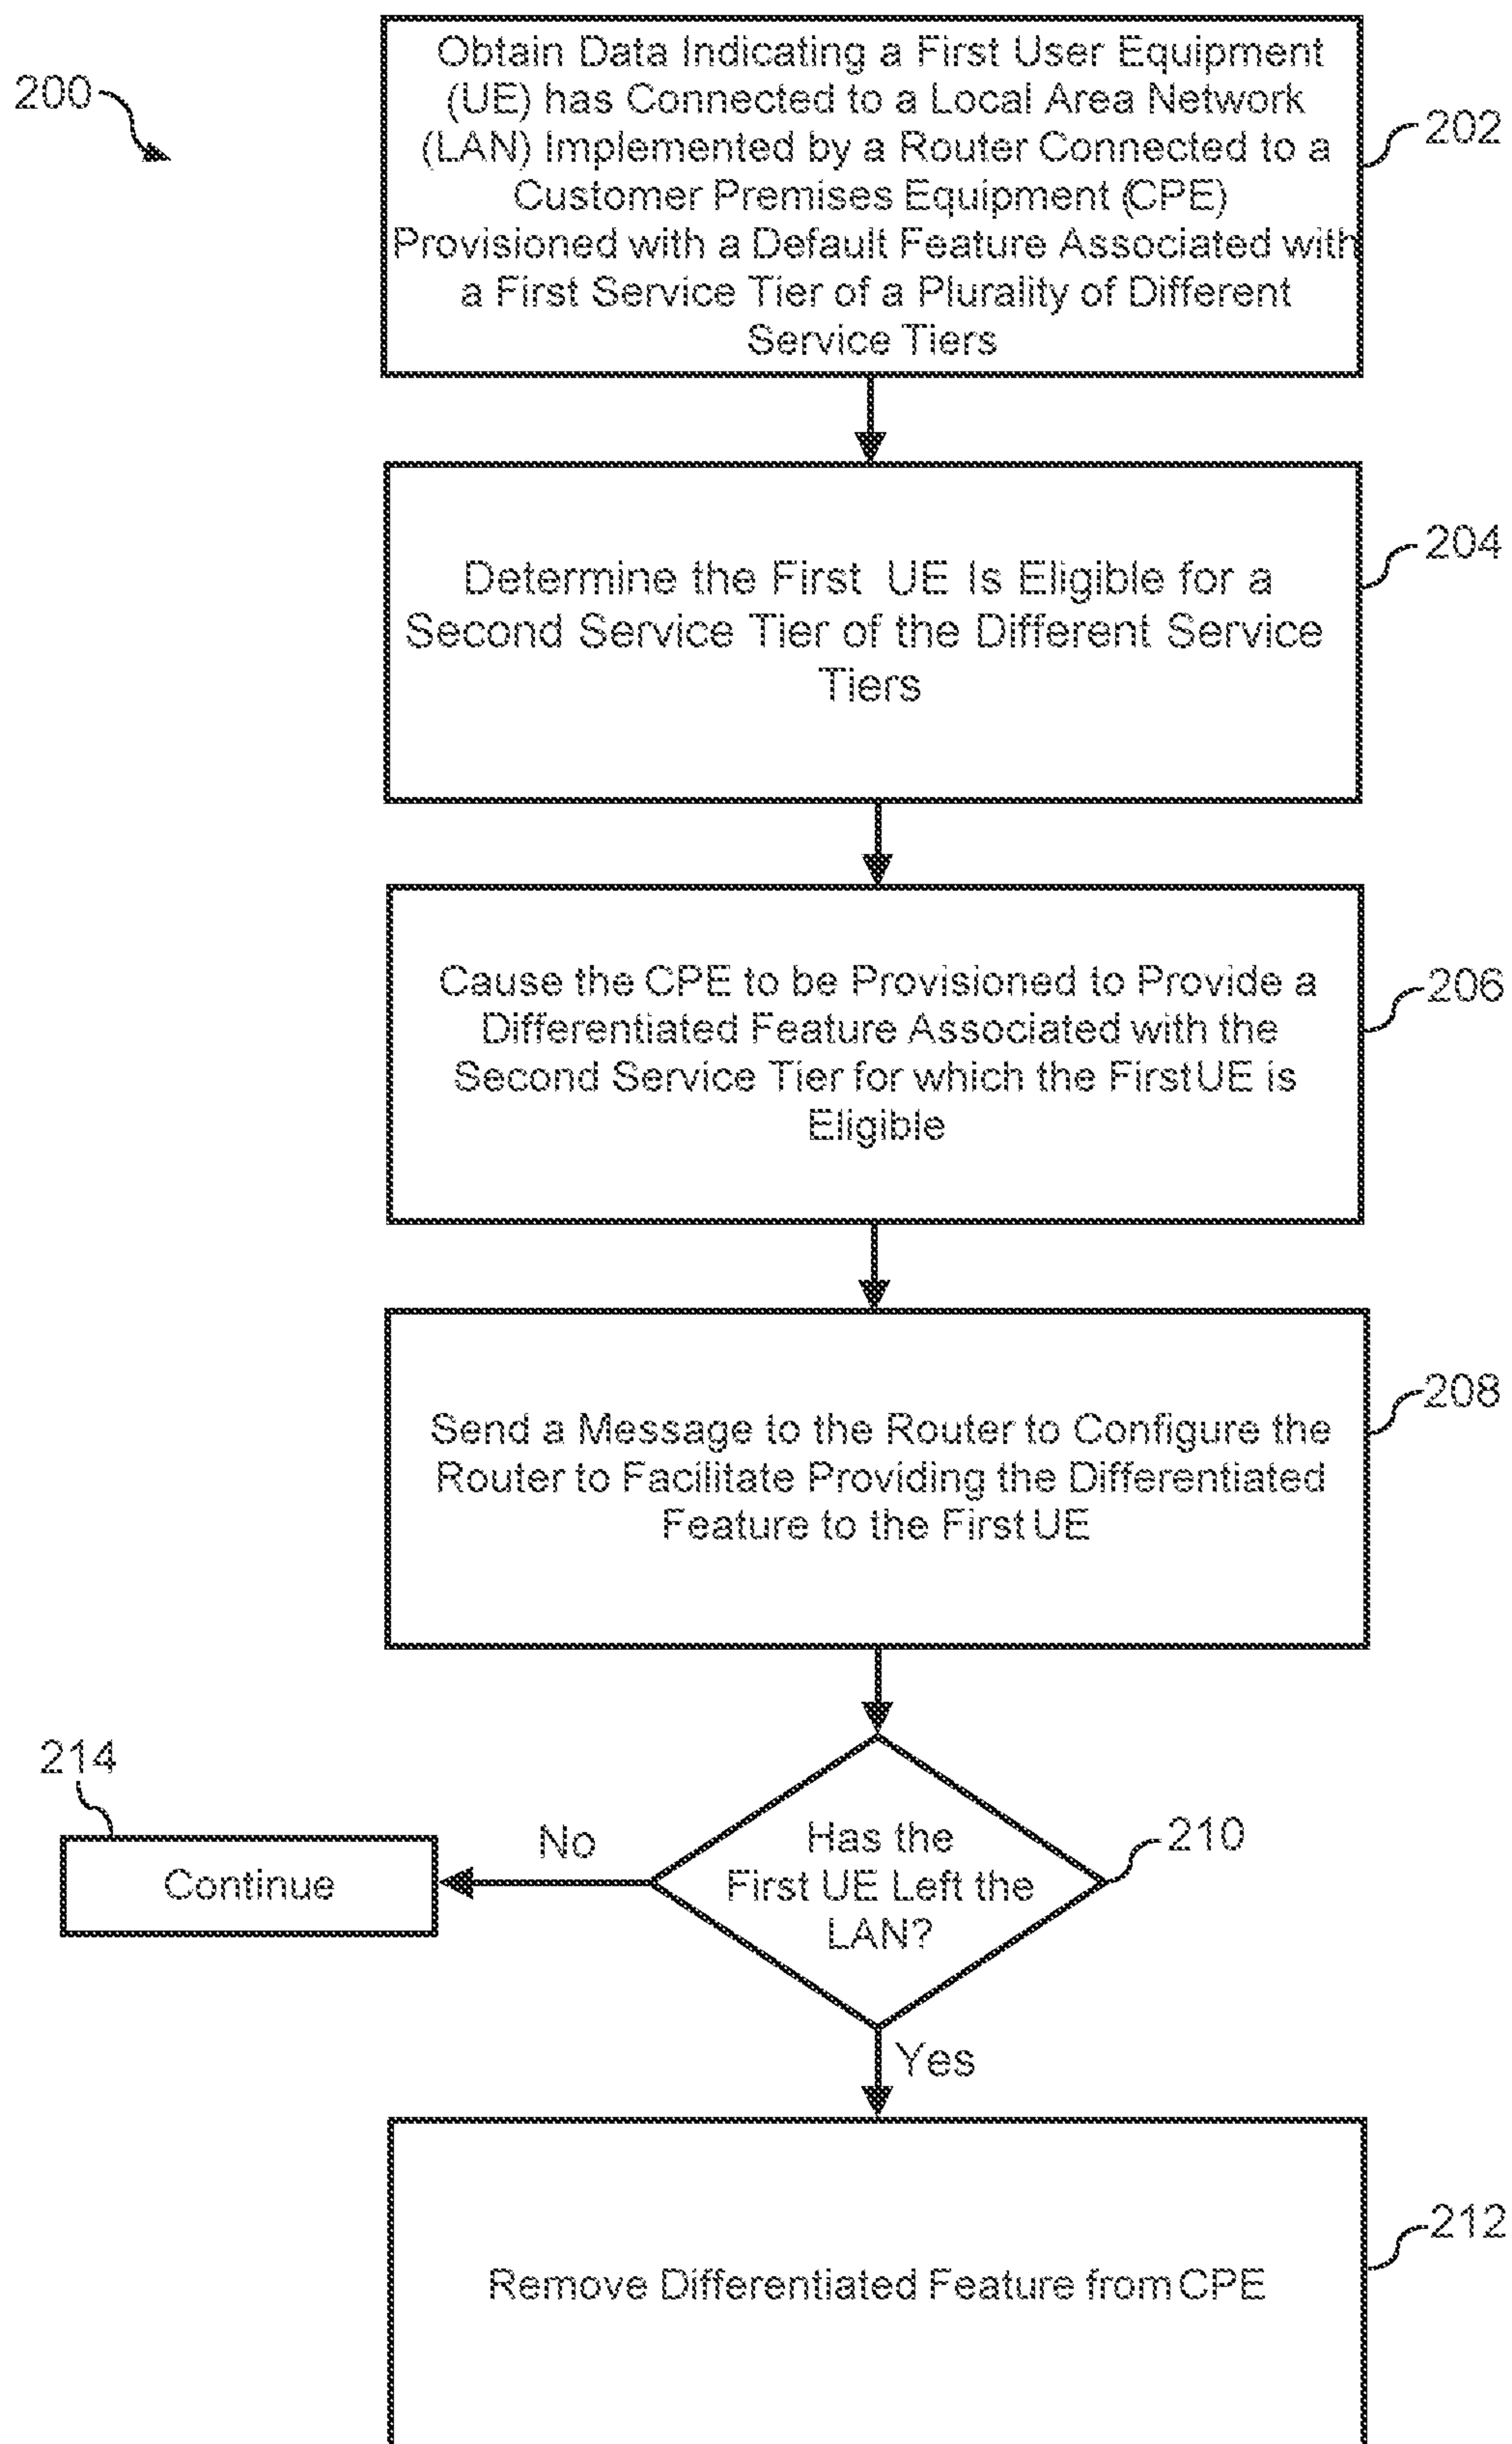 200
Obtain Data Indicating a First User Equipment
(UE) has Connected to a Local Area Network
(LAN) Implemented by a Router Connected to a
Customer Premises Equipment (CPE)
Provisioned with a Default Feature Associated with
a First Service Tier of a Plurality of Different
Service Tiers
202
Determine the First UE Is Eligible for a
Second Service Tier of the Different Service
Tiers
204
Cause the CPE to be Provisioned to Provide a
Differentiated Feature Associated with the
Second Service Tier for which the First UE is
Eligible
206
Send a Message to the Router to Configure the
Router to Facilitate Providing the Differentiated
Feature to the First UE
208
Has the
First UE Left the
LAN?
210
No
214
Continue
Yes
Remove Differentiated Feature from CPE
212